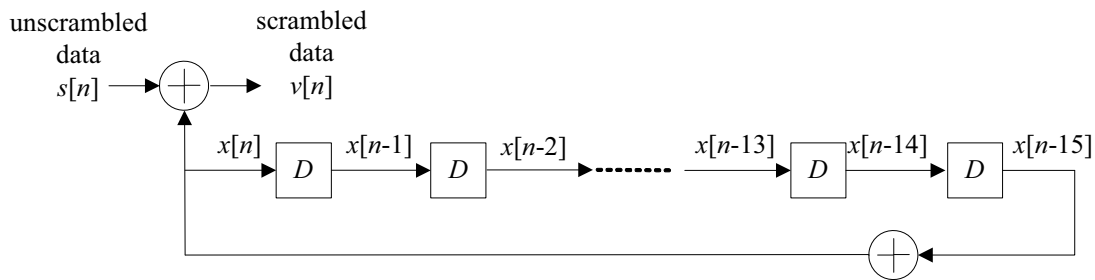 unscrambled
data
s[n]
scrambled
data
v[n]
x[n]
D
x[n-1]
D
x[n-2]
x[n-13]
D
x[n-14]
D
x[n-15]